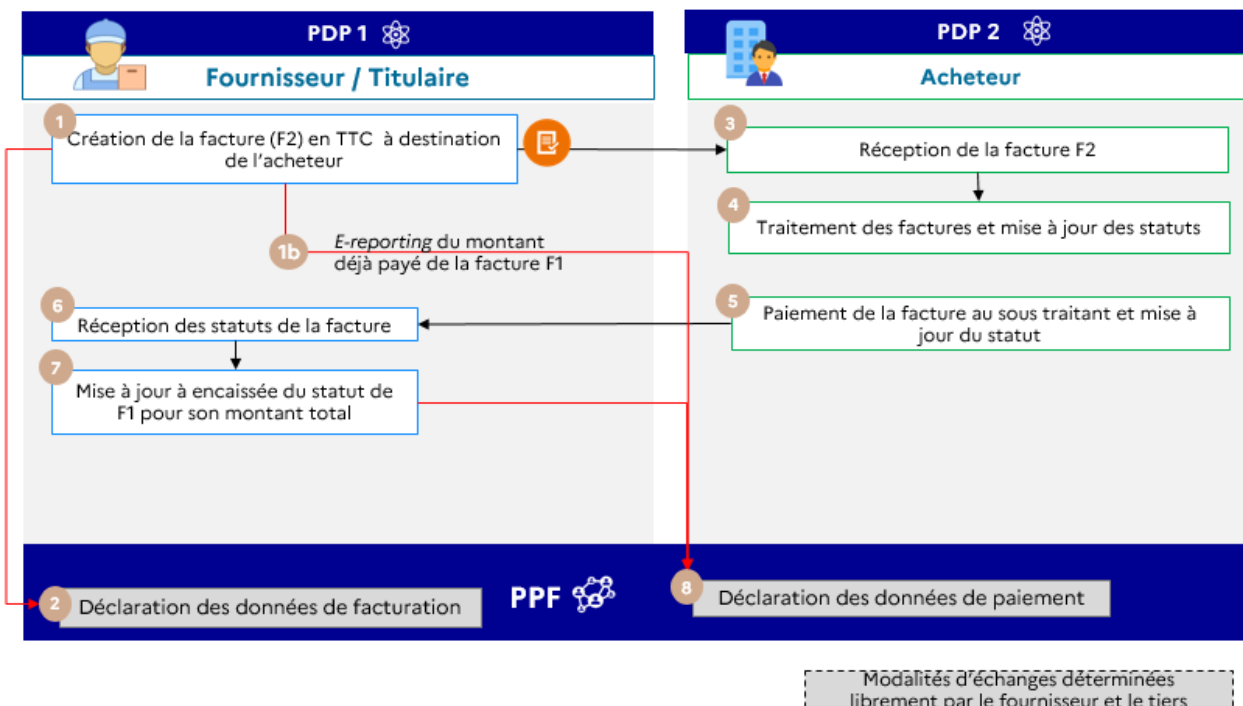 PDP 1
Fournisseur / Titulaire
PDP 2
Acheteur
1
Création de la facture (F2) en TTC à destination
de l'acheteur
3
Réception de la facture F2
4
Traitement des factures et mise à jour des statuts
1b
E-reporting du montant
déjà payé de la facture F1
5
Paiement de la facture au sous traitant et mise à
jour du statut
6
Réception des statuts de la facture
7
Mise à jour à encaissée du statut de
F1 pour son montant total
PPF
2
Déclaration des données de facturation
8
Déclaration des données de paiement
Modalités d'échanges déterminées
librement par le fournisseur et le tiers